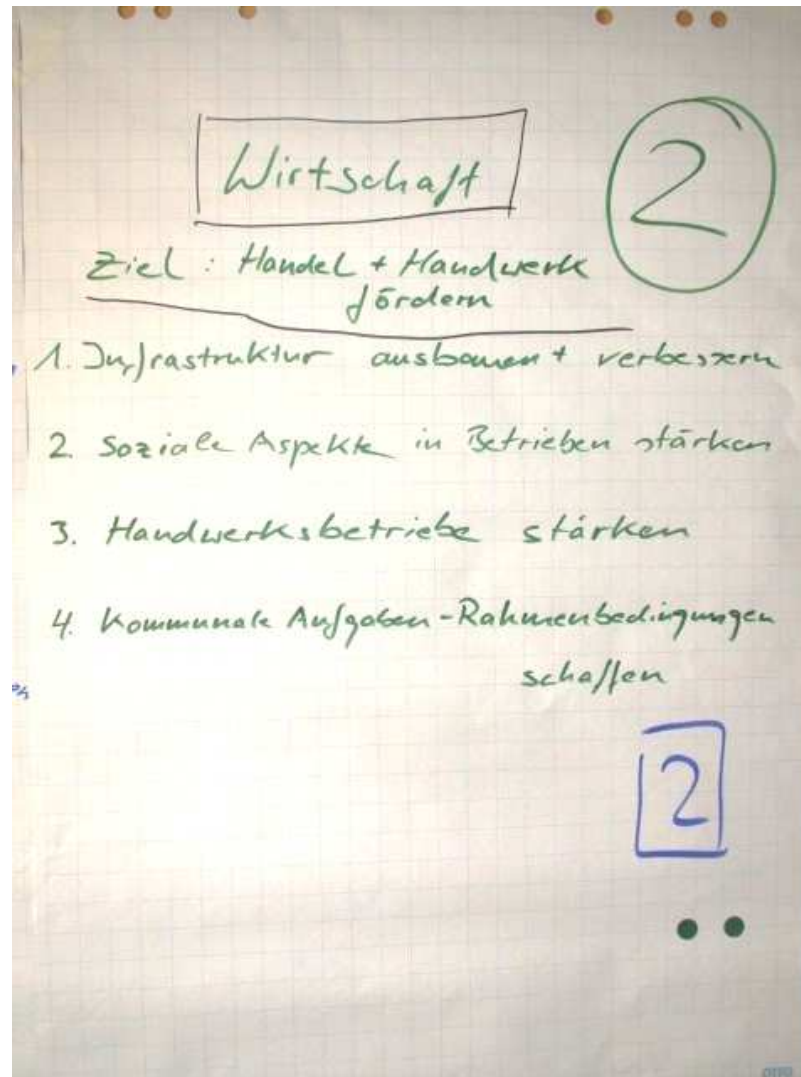 Wirtschaft
2
Ziel: Handel + Handwerk
fördern
1. Infrastruktur ausbauen + verbessern
2. Soziale Aspekte in Betrieben stärken
3. Handwerksbetriebe stärken
4. Kommunale Aufgaben - Rahmenbedingungen
schaffen
2